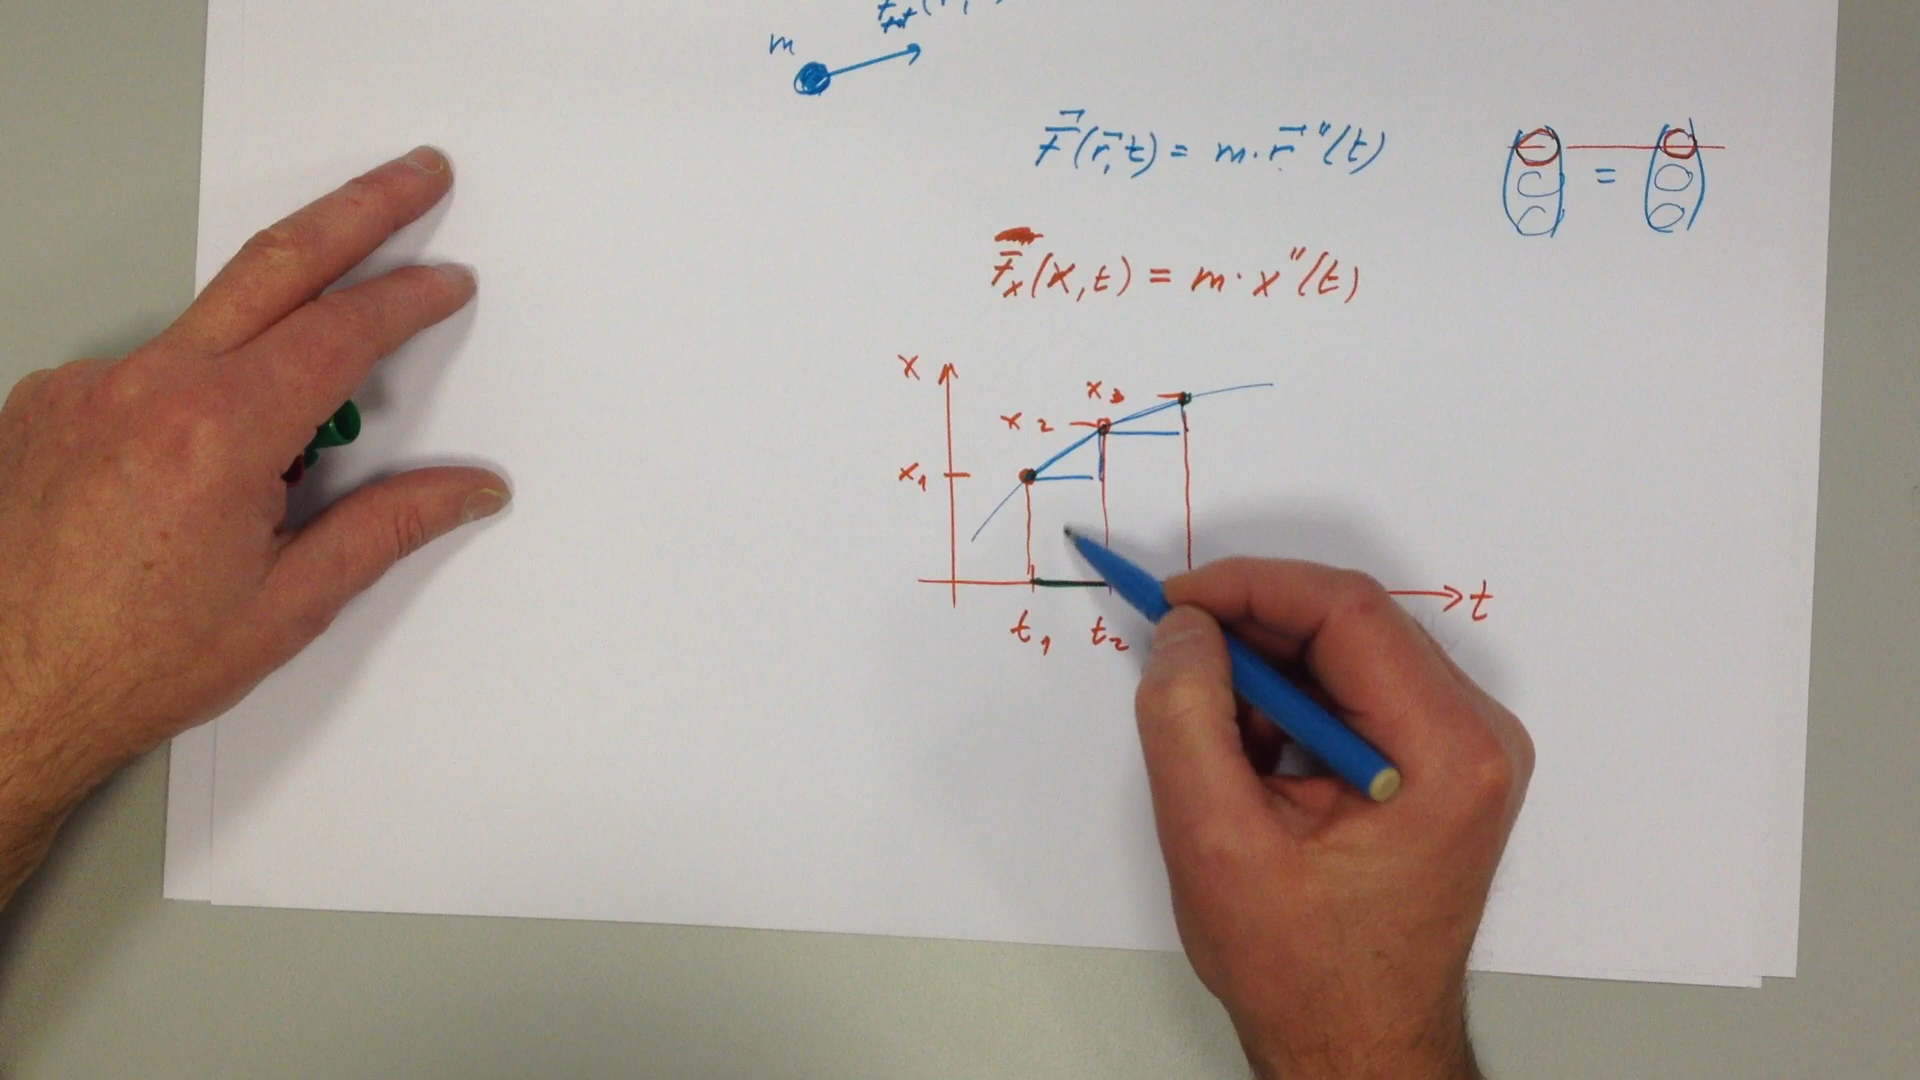 m
F⃗(r⃗,t) = m·r⃗''(t)
=
Fₓ(x,t) = m·x''(t)
x
x₃
x₂
x₁
t
t₁ t₂